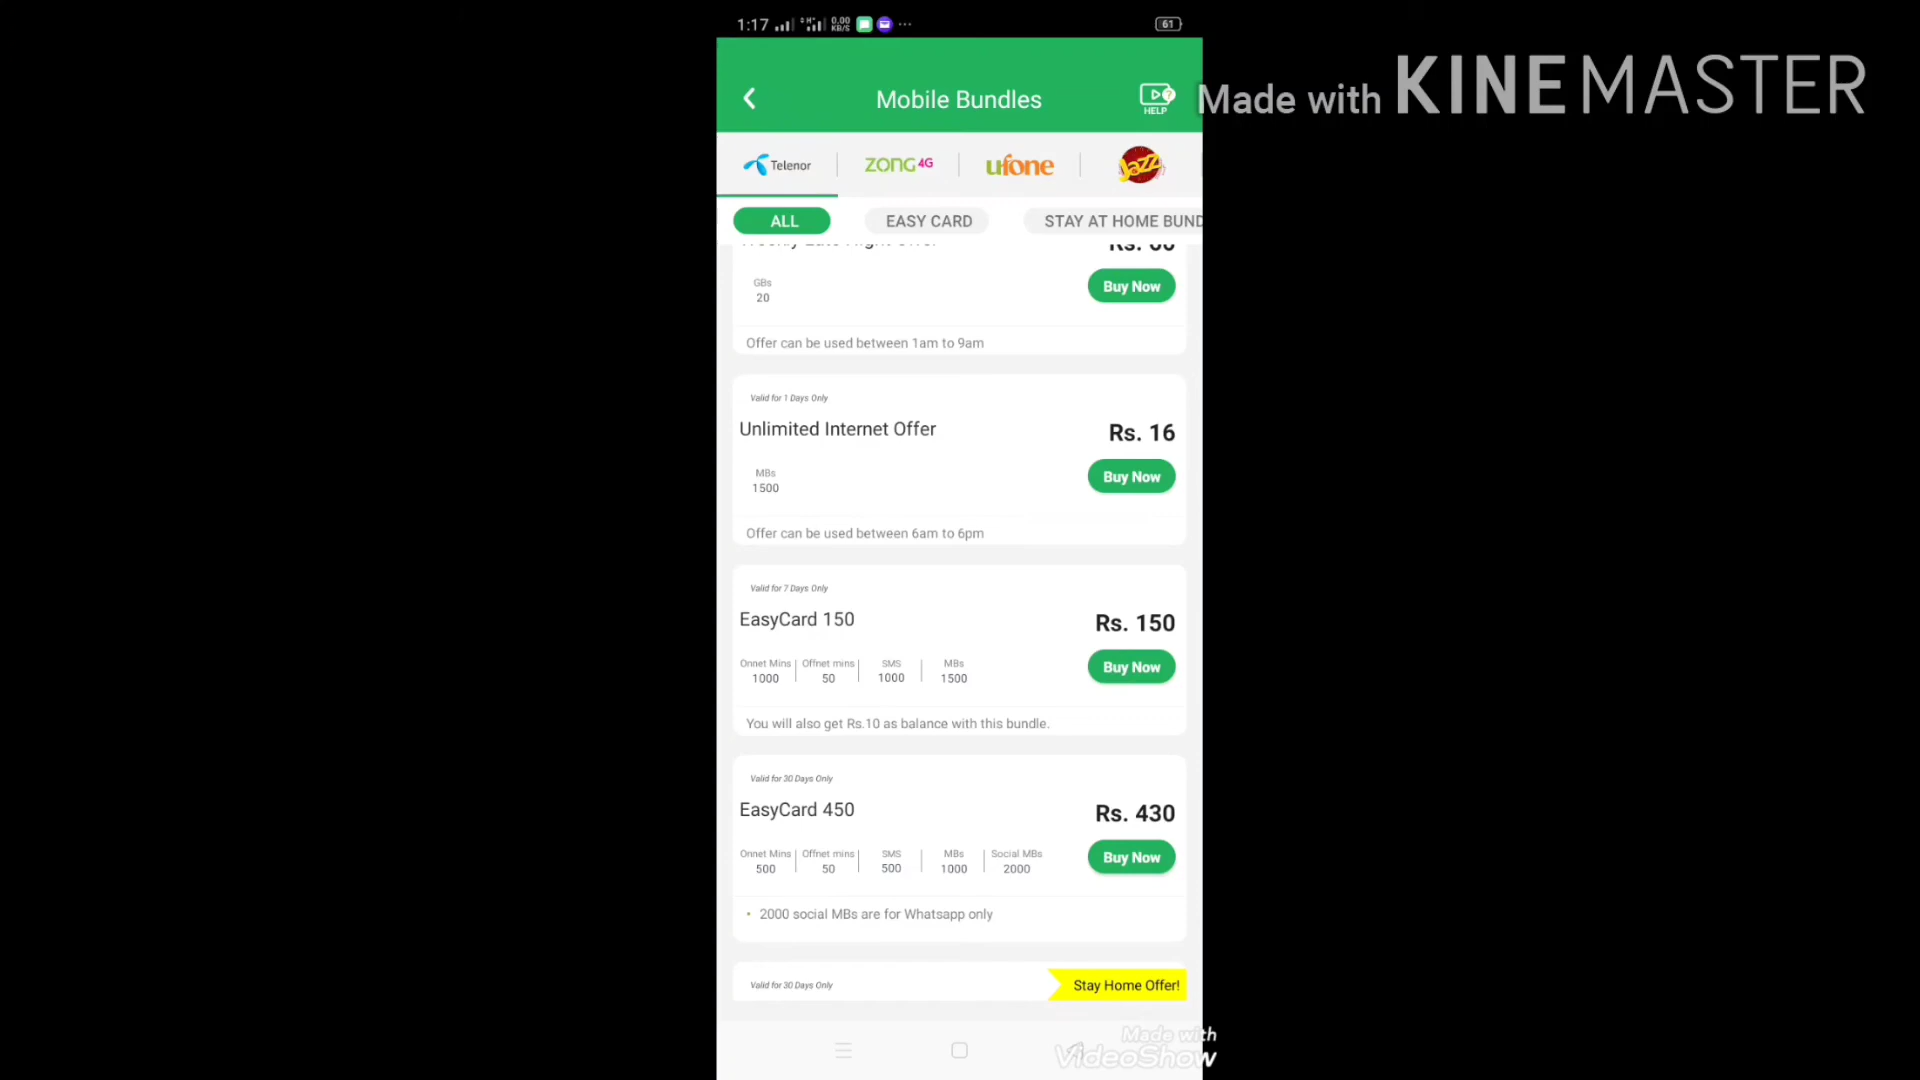 1:17 0.00 KB/S ... 61
Mobile Bundles
HELP
Made with KINEMASTER
Telenor ZONG 4G ufone Jazz
ALL EASY CARD STAY AT HOME BUND
GBs
20
Buy Now
Offer can be used between 1am to 9am
Valid for 1 Days Only
Unlimited Internet Offer Rs. 16
MBs
1500
Buy Now
Offer can be used between 6am to 6pm
Valid for 7 Days Only
EasyCard 150 Rs. 150
Onnet Mins Offnet mins SMS MBs
1000 50 1000 1500
Buy Now
You will also get Rs.10 as balance with this bundle.
Valid for 30 Days Only
EasyCard 450 Rs. 430
Onnet Mins Offnet mins SMS MBs Social MBs
500 50 500 1000 2000
Buy Now
• 2000 social MBs are for Whatsapp only
Valid for 30 Days Only Stay Home Offer!
Made with
VideoShow